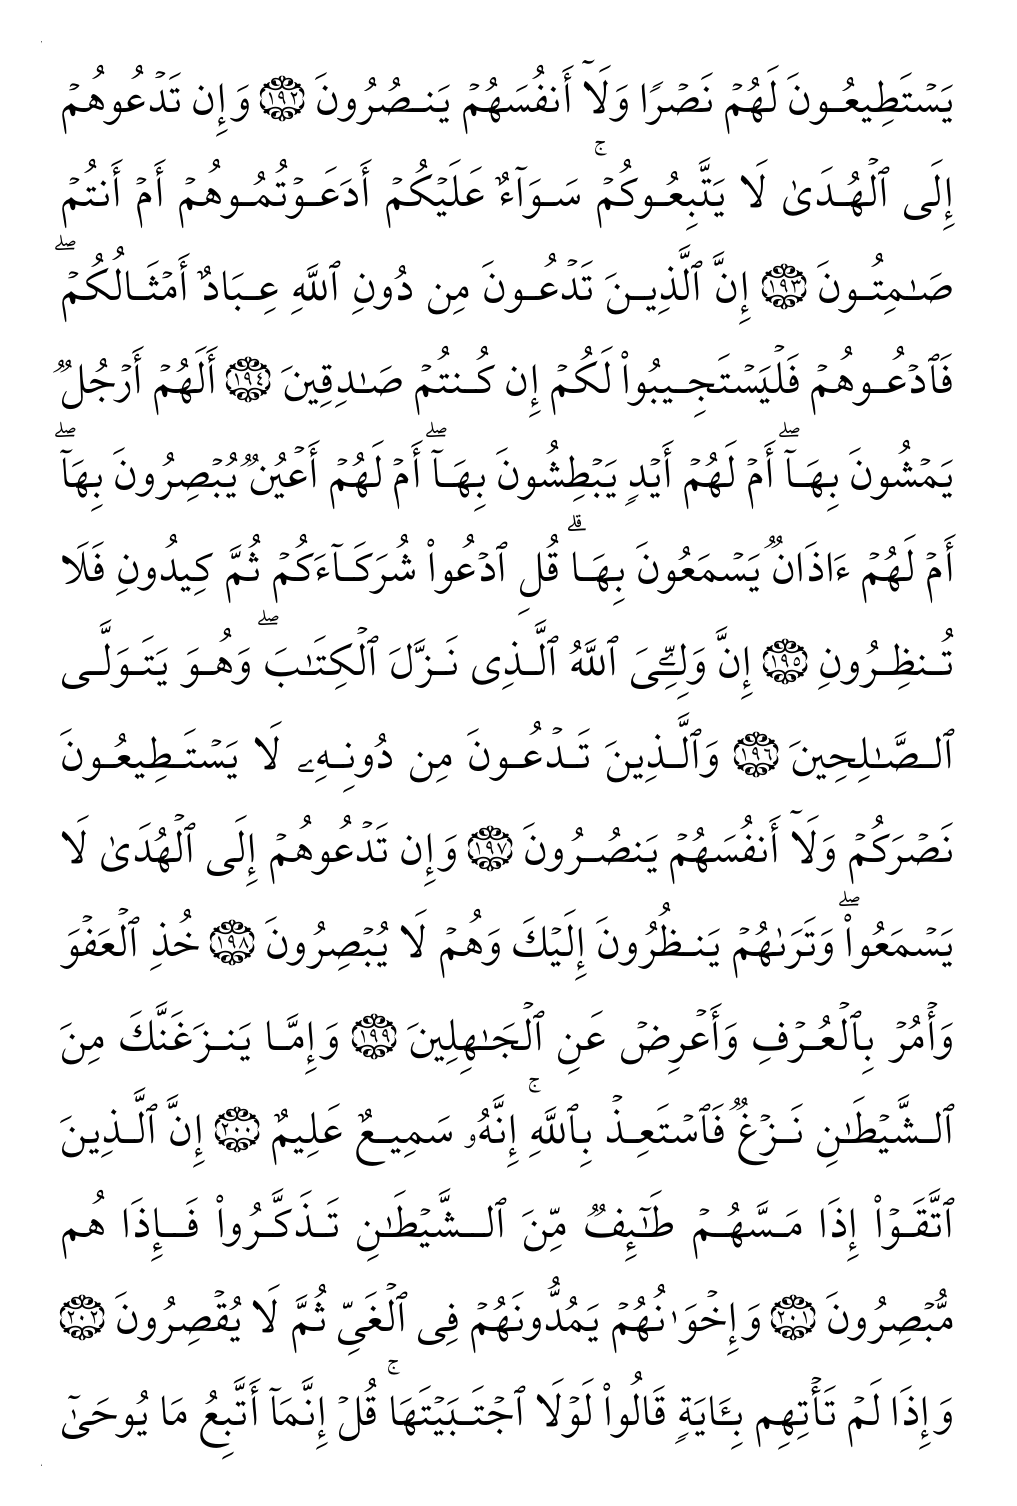 يَسۡتَطِيعُونَ لَهُمۡ نَصۡرًا وَلَآ أَنفُسَهُمۡ يَنصُرُونَ ١٩٢ وَإِن تَدۡعُوهُمۡ
إِلَى ٱلۡهُدَىٰ لَا يَتَّبِعُوكُمۡۚ سَوَآءٌ عَلَيۡكُمۡ أَدَعَوۡتُمُوهُمۡ أَمۡ أَنتُمۡ
صَٰمِتُونَ ١٩٣ إِنَّ ٱلَّذِينَ تَدۡعُونَ مِن دُونِ ٱللَّهِ عِبَادٌ أَمۡثَالُكُمۡۖ
فَٱدۡعُوهُمۡ فَلۡيَسۡتَجِيبُواْ لَكُمۡ إِن كُنتُمۡ صَٰدِقِينَ ١٩٤ أَلَهُمۡ أَرۡجُلٞ
يَمۡشُونَ بِهَآۖ أَمۡ لَهُمۡ أَيۡدٖ يَبۡطِشُونَ بِهَآۖ أَمۡ لَهُمۡ أَعۡيُنٞ يُبۡصِرُونَ بِهَآۖ
أَمۡ لَهُمۡ ءَاذَانٞ يَسۡمَعُونَ بِهَاۗ قُلِ ٱدۡعُواْ شُرَكَآءَكُمۡ ثُمَّ كِيدُونِ فَلَا
تُنظِرُونِ ١٩٥ إِنَّ وَلِـِّۧيَ ٱللَّهُ ٱلَّذِى نَزَّلَ ٱلۡكِتَٰبَۖ وَهُوَ يَتَوَلَّى
ٱلصَّٰلِحِينَ ١٩٦ وَٱلَّذِينَ تَدۡعُونَ مِن دُونِهِۦ لَا يَسۡتَطِيعُونَ
نَصۡرَكُمۡ وَلَآ أَنفُسَهُمۡ يَنصُرُونَ ١٩٧ وَإِن تَدۡعُوهُمۡ إِلَى ٱلۡهُدَىٰ لَا
يَسۡمَعُواْۖ وَتَرَىٰهُمۡ يَنظُرُونَ إِلَيۡكَ وَهُمۡ لَا يُبۡصِرُونَ ١٩٨ خُذِ ٱلۡعَفۡوَ
وَأۡمُرۡ بِٱلۡعُرۡفِ وَأَعۡرِضۡ عَنِ ٱلۡجَٰهِلِينَ ١٩٩ وَإِمَّا يَنزَغَنَّكَ مِنَ
ٱلشَّيۡطَٰنِ نَزۡغٞ فَٱسۡتَعِذۡ بِٱللَّهِۚ إِنَّهُۥ سَمِيعٌ عَلِيمٌ ٢٠٠ إِنَّ ٱلَّذِينَ
ٱتَّقَوۡاْ إِذَا مَسَّهُمۡ طَٰٓئِفٞ مِّنَ ٱلشَّيۡطَٰنِ تَذَكَّرُواْ فَإِذَا هُم
مُّبۡصِرُونَ ٢٠١ وَإِخۡوَٰنُهُمۡ يَمُدُّونَهُمۡ فِى ٱلۡغَىِّ ثُمَّ لَا يُقۡصِرُونَ ٢٠٢
وَإِذَا لَمۡ تَأۡتِهِم بِـَٔايَةٖ قَالُواْ لَوۡلَا ٱجۡتَبَيۡتَهَاۚ قُلۡ إِنَّمَآ أَتَّبِعُ مَا يُوحَىٰٓ